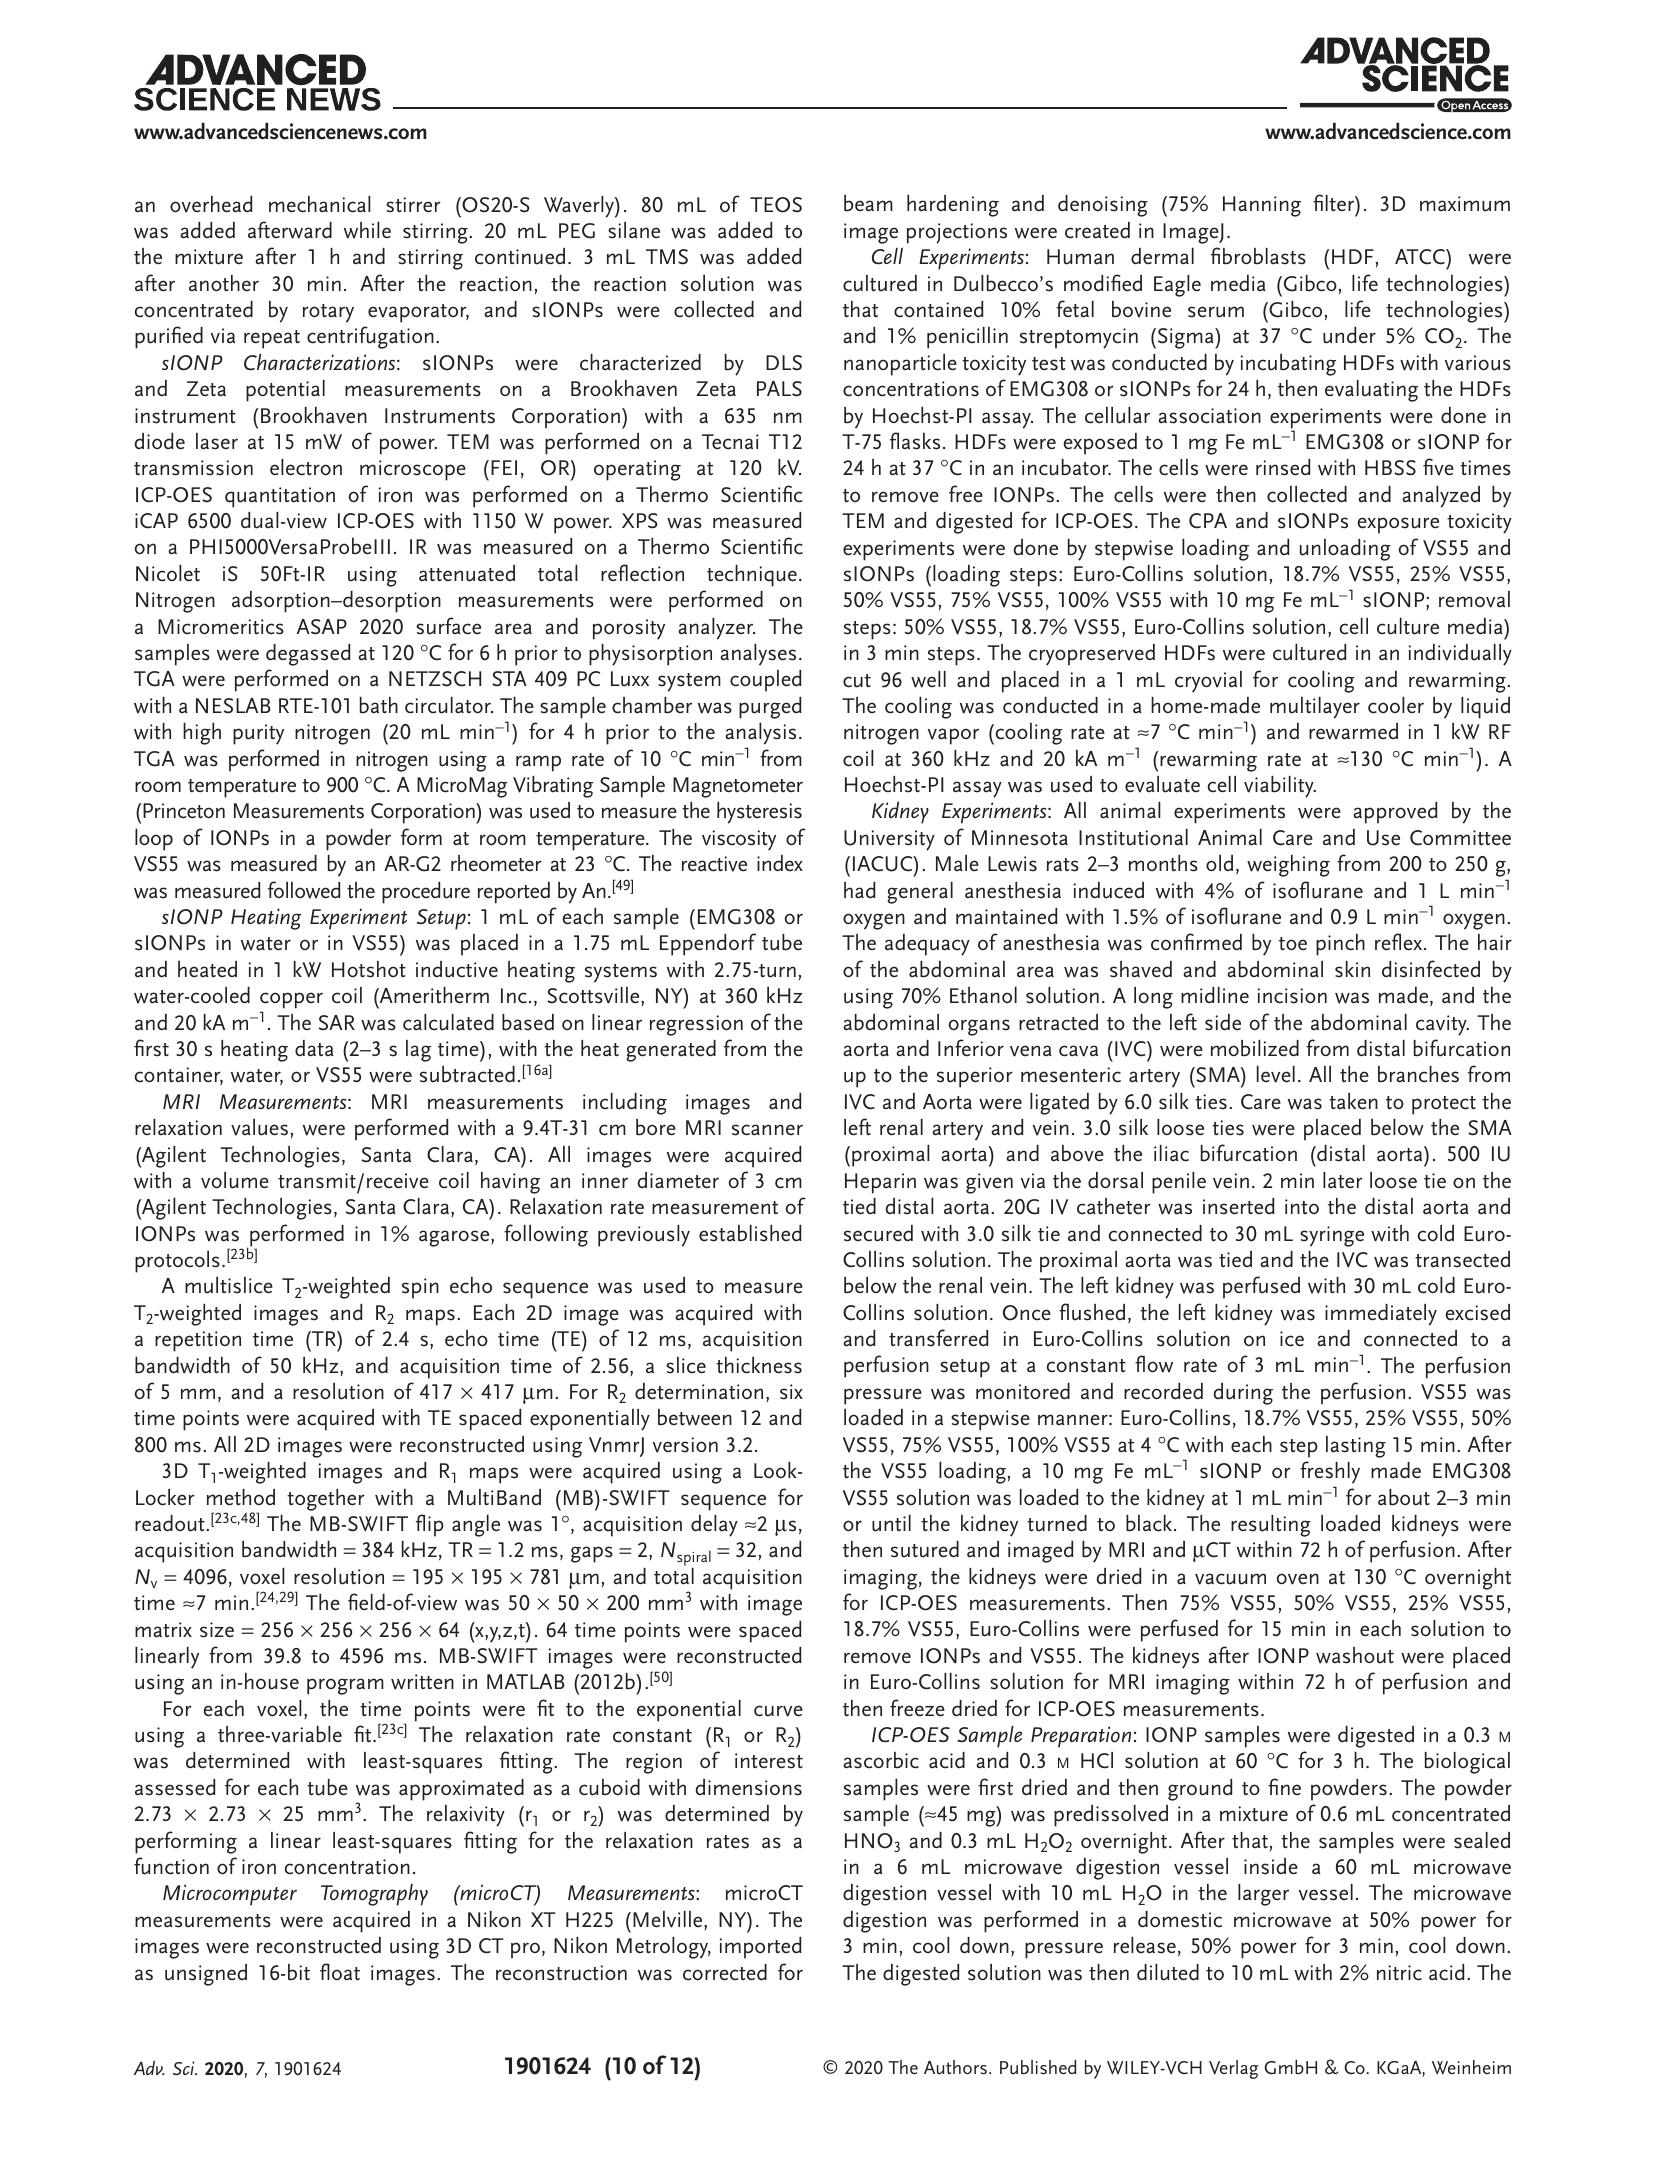 ADVANCED
SCIENCE NEWS
www.advancedsciencenews.com
ADVANCED
SCIENCE
Open Access
www.advancedscience.com
an overhead mechanical stirrer (OS20-S Waverly). 80 mL of TEOS
was added afterward while stirring. 20 mL PEG silane was added to
the mixture after 1 h and stirring continued. 3 mL TMS was added
after another 30 min. After the reaction, the reaction solution was
concentrated by rotary evaporator, and sIONPs were collected and
purified via repeat centrifugation.
sIONP Characterizations: sIONPs were characterized by DLS
and Zeta potential measurements on a Brookhaven Zeta PALS
instrument (Brookhaven Instruments Corporation) with a 635 nm
diode laser at 15 mW of power. TEM was performed on a Tecnai T12
transmission electron microscope (FEI, OR) operating at 120 kV.
ICP-OES quantitation of iron was performed on a Thermo Scientific
iCAP 6500 dual-view ICP-OES with 1150 W power. XPS was measured
on a PHI5000VersaProbeIII. IR was measured on a Thermo Scientific
Nicolet iS 50Ft-IR using attenuated total reflection technique.
Nitrogen adsorption–desorption measurements were performed on
a Micromeritics ASAP 2020 surface area and porosity analyzer. The
samples were degassed at 120 °C for 6 h prior to physisorption analyses.
TGA were performed on a NETZSCH STA 409 PC Luxx system coupled
with a NESLAB RTE-101 bath circulator. The sample chamber was purged
with high purity nitrogen (20 mL min⁻¹) for 4 h prior to the analysis.
TGA was performed in nitrogen using a ramp rate of 10 °C min⁻¹ from
room temperature to 900 °C. A MicroMag Vibrating Sample Magnetometer
(Princeton Measurements Corporation) was used to measure the hysteresis
loop of IONPs in a powder form at room temperature. The viscosity of
VS55 was measured by an AR-G2 rheometer at 23 °C. The reactive index
was measured followed the procedure reported by An.[49]
sIONP Heating Experiment Setup: 1 mL of each sample (EMG308 or
sIONPs in water or in VS55) was placed in a 1.75 mL Eppendorf tube
and heated in 1 kW Hotshot inductive heating systems with 2.75-turn,
water-cooled copper coil (Ameritherm Inc., Scottsville, NY) at 360 kHz
and 20 kA m⁻¹. The SAR was calculated based on linear regression of the
first 30 s heating data (2–3 s lag time), with the heat generated from the
container, water, or VS55 were subtracted.[16a]
MRI Measurements: MRI measurements including images and
relaxation values, were performed with a 9.4T-31 cm bore MRI scanner
(Agilent Technologies, Santa Clara, CA). All images were acquired
with a volume transmit/receive coil having an inner diameter of 3 cm
(Agilent Technologies, Santa Clara, CA). Relaxation rate measurement of
IONPs was performed in 1% agarose, following previously established
protocols.[23b]
A multislice T₂-weighted spin echo sequence was used to measure
T₂-weighted images and R₂ maps. Each 2D image was acquired with
a repetition time (TR) of 2.4 s, echo time (TE) of 12 ms, acquisition
bandwidth of 50 kHz, and acquisition time of 2.56, a slice thickness
of 5 mm, and a resolution of 417 × 417 µm. For R₂ determination, six
time points were acquired with TE spaced exponentially between 12 and
800 ms. All 2D images were reconstructed using VnmrJ version 3.2.
3D T₁-weighted images and R₁ maps were acquired using a Look-
Locker method together with a MultiBand (MB)-SWIFT sequence for
readout.[23c,48] The MB-SWIFT flip angle was 1°, acquisition delay ≈2 µs,
acquisition bandwidth = 384 kHz, TR = 1.2 ms, gaps = 2, Nspiral = 32, and
Nv = 4096, voxel resolution = 195 × 195 × 781 µm, and total acquisition
time ≈7 min.[24,29] The field-of-view was 50 × 50 × 200 mm³ with image
matrix size = 256 × 256 × 256 × 64 (x,y,z,t). 64 time points were spaced
linearly from 39.8 to 4596 ms. MB-SWIFT images were reconstructed
using an in-house program written in MATLAB (2012b).[50]
For each voxel, the time points were fit to the exponential curve
using a three-variable fit.[23c] The relaxation rate constant (R₁ or R₂)
was determined with least-squares fitting. The region of interest
assessed for each tube was approximated as a cuboid with dimensions
2.73 × 2.73 × 25 mm³. The relaxivity (r₁ or r₂) was determined by
performing a linear least-squares fitting for the relaxation rates as a
function of iron concentration.
Microcomputer Tomography (microCT) Measurements: microCT
measurements were acquired in a Nikon XT H225 (Melville, NY). The
images were reconstructed using 3D CT pro, Nikon Metrology, imported
as unsigned 16-bit float images. The reconstruction was corrected for
beam hardening and denoising (75% Hanning filter). 3D maximum
image projections were created in ImageJ.
Cell Experiments: Human dermal fibroblasts (HDF, ATCC) were
cultured in Dulbecco's modified Eagle media (Gibco, life technologies)
that contained 10% fetal bovine serum (Gibco, life technologies)
and 1% penicillin streptomycin (Sigma) at 37 °C under 5% CO₂. The
nanoparticle toxicity test was conducted by incubating HDFs with various
concentrations of EMG308 or sIONPs for 24 h, then evaluating the HDFs
by Hoechst-PI assay. The cellular association experiments were done in
T-75 flasks. HDFs were exposed to 1 mg Fe mL⁻¹ EMG308 or sIONP for
24 h at 37 °C in an incubator. The cells were rinsed with HBSS five times
to remove free IONPs. The cells were then collected and analyzed by
TEM and digested for ICP-OES. The CPA and sIONPs exposure toxicity
experiments were done by stepwise loading and unloading of VS55 and
sIONPs (loading steps: Euro-Collins solution, 18.7% VS55, 25% VS55,
50% VS55, 75% VS55, 100% VS55 with 10 mg Fe mL⁻¹ sIONP; removal
steps: 50% VS55, 18.7% VS55, Euro-Collins solution, cell culture media)
in 3 min steps. The cryopreserved HDFs were cultured in an individually
cut 96 well and placed in a 1 mL cryovial for cooling and rewarming.
The cooling was conducted in a home-made multilayer cooler by liquid
nitrogen vapor (cooling rate at ≈7 °C min⁻¹) and rewarmed in 1 kW RF
coil at 360 kHz and 20 kA m⁻¹ (rewarming rate at ≈130 °C min⁻¹). A
Hoechst-PI assay was used to evaluate cell viability.
Kidney Experiments: All animal experiments were approved by the
University of Minnesota Institutional Animal Care and Use Committee
(IACUC). Male Lewis rats 2–3 months old, weighing from 200 to 250 g,
had general anesthesia induced with 4% of isoflurane and 1 L min⁻¹
oxygen and maintained with 1.5% of isoflurane and 0.9 L min⁻¹ oxygen.
The adequacy of anesthesia was confirmed by toe pinch reflex. The hair
of the abdominal area was shaved and abdominal skin disinfected by
using 70% Ethanol solution. A long midline incision was made, and the
abdominal organs retracted to the left side of the abdominal cavity. The
aorta and Inferior vena cava (IVC) were mobilized from distal bifurcation
up to the superior mesenteric artery (SMA) level. All the branches from
IVC and Aorta were ligated by 6.0 silk ties. Care was taken to protect the
left renal artery and vein. 3.0 silk loose ties were placed below the SMA
(proximal aorta) and above the iliac bifurcation (distal aorta). 500 IU
Heparin was given via the dorsal penile vein. 2 min later loose tie on the
tied distal aorta. 20G IV catheter was inserted into the distal aorta and
secured with 3.0 silk tie and connected to 30 mL syringe with cold Euro-
Collins solution. The proximal aorta was tied and the IVC was transected
below the renal vein. The left kidney was perfused with 30 mL cold Euro-
Collins solution. Once flushed, the left kidney was immediately excised
and transferred in Euro-Collins solution on ice and connected to a
perfusion setup at a constant flow rate of 3 mL min⁻¹. The perfusion
pressure was monitored and recorded during the perfusion. VS55 was
loaded in a stepwise manner: Euro-Collins, 18.7% VS55, 25% VS55, 50%
VS55, 75% VS55, 100% VS55 at 4 °C with each step lasting 15 min. After
the VS55 loading, a 10 mg Fe mL⁻¹ sIONP or freshly made EMG308
VS55 solution was loaded to the kidney at 1 mL min⁻¹ for about 2–3 min
or until the kidney turned to black. The resulting loaded kidneys were
then sutured and imaged by MRI and µCT within 72 h of perfusion. After
imaging, the kidneys were dried in a vacuum oven at 130 °C overnight
for ICP-OES measurements. Then 75% VS55, 50% VS55, 25% VS55,
18.7% VS55, Euro-Collins were perfused for 15 min in each solution to
remove IONPs and VS55. The kidneys after IONP washout were placed
in Euro-Collins solution for MRI imaging within 72 h of perfusion and
then freeze dried for ICP-OES measurements.
ICP-OES Sample Preparation: IONP samples were digested in a 0.3 M
ascorbic acid and 0.3 M HCl solution at 60 °C for 3 h. The biological
samples were first dried and then ground to fine powders. The powder
sample (≈45 mg) was predissolved in a mixture of 0.6 mL concentrated
HNO₃ and 0.3 mL H₂O₂ overnight. After that, the samples were sealed
in a 6 mL microwave digestion vessel inside a 60 mL microwave
digestion vessel with 10 mL H₂O in the larger vessel. The microwave
digestion was performed in a domestic microwave at 50% power for
3 min, cool down, pressure release, 50% power for 3 min, cool down.
The digested solution was then diluted to 10 mL with 2% nitric acid. The
Adv. Sci. 2020, 7, 1901624
1901624 (10 of 12)
© 2020 The Authors. Published by WILEY-VCH Verlag GmbH & Co. KGaA, Weinheim